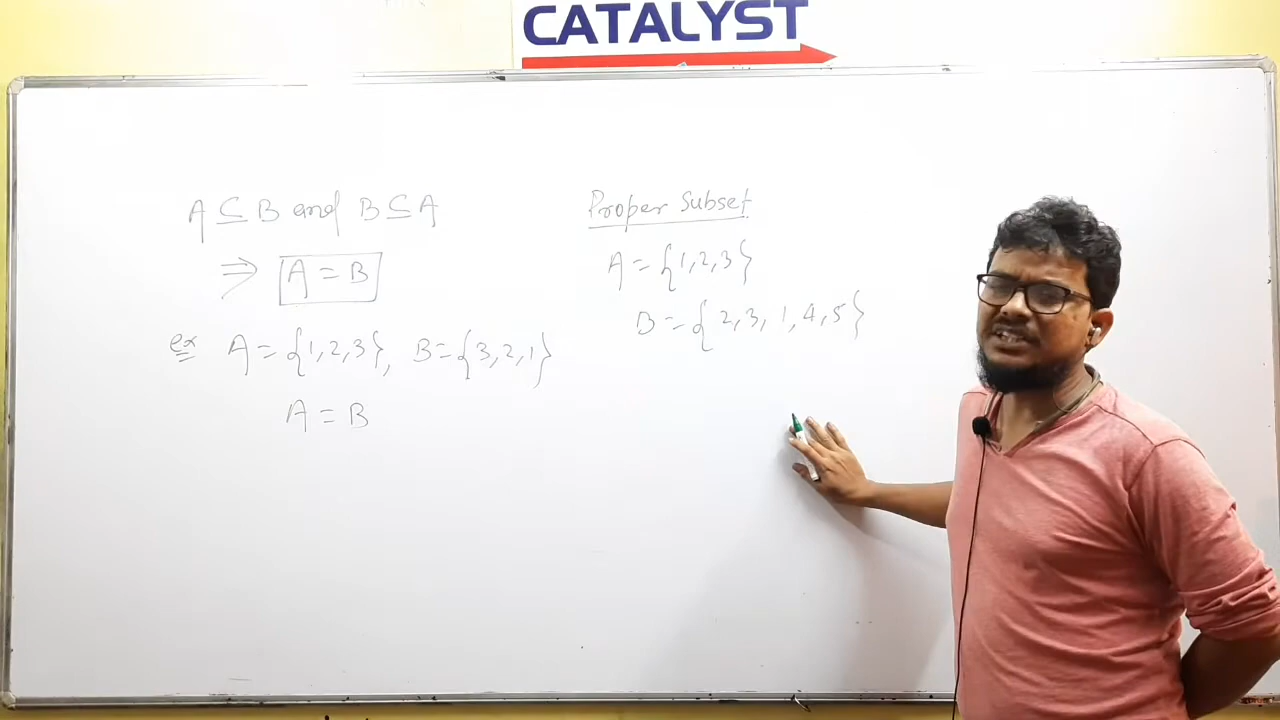 CATALYST
A ⊆ B and B ⊆ A
⇒ A = B
ex A = {1,2,3}, B = {3,2,1}
A = B
Proper Subset
A = {1,2,3}
B = {2,3,1,4,5}